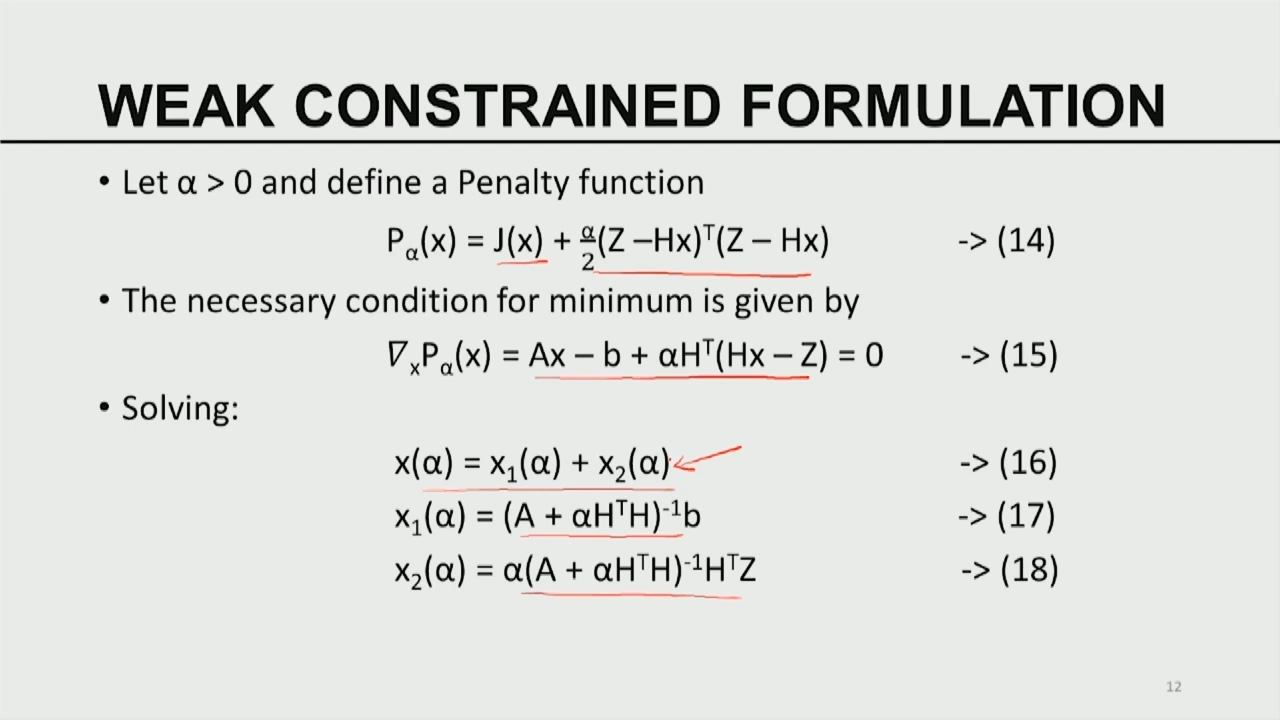 WEAK CONSTRAINED FORMULATION
• Let α > 0 and define a Penalty function
Pα(x) = J(x) + α/2(Z –Hx)ᵀ(Z – Hx) -> (14)
• The necessary condition for minimum is given by
∇ₓPα(x) = Ax – b + αHᵀ(Hx – Z) = 0 -> (15)
• Solving:
x(α) = x₁(α) + x₂(α) -> (16)
x₁(α) = (A + αHᵀH)⁻¹b -> (17)
x₂(α) = α(A + αHᵀH)⁻¹HᵀZ -> (18)
12